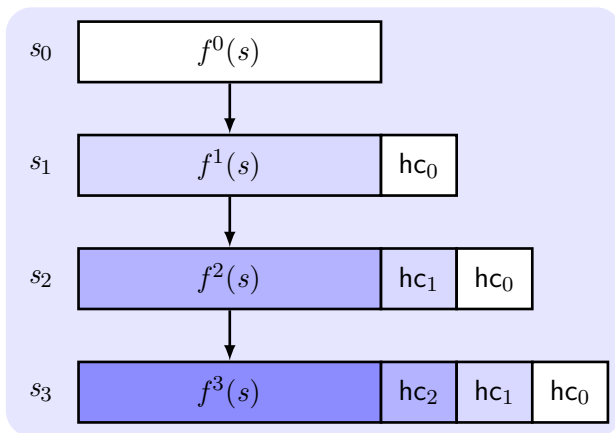 s₀ f⁰(s)
s₁ f¹(s) hc₀
s₂ f²(s) hc₁ hc₀
s₃ f³(s) hc₂ hc₁ hc₀